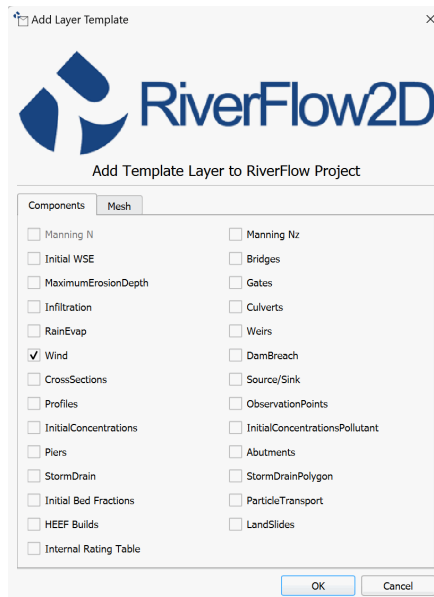 Add Layer Template
RiverFlow2D
Add Template Layer to RiverFlow Project
Components Mesh
Manning N Manning Nz
Initial WSE Bridges
MaximumErosionDepth Gates
Infiltration Culverts
RainEvap Weirs
Wind DamBreach
CrossSections Source/Sink
Profiles ObservationPoints
InitialConcentrations InitialConcentrationsPollutant
Piers Abutments
StormDrain StormDrainPolygon
Initial Bed Fractions ParticleTransport
HEEF Builds LandSlides
Internal Rating Table
OK Cancel